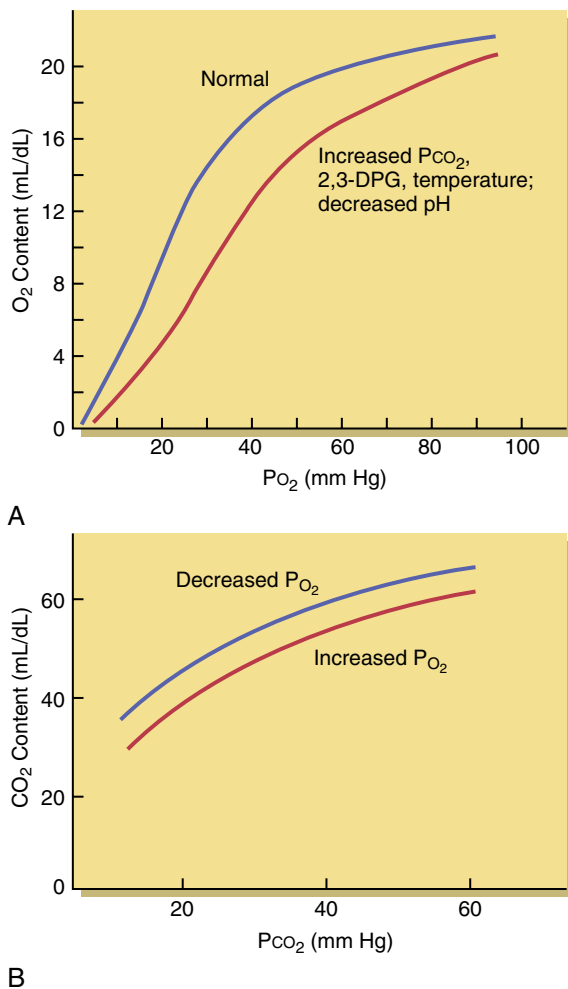 20
16
12
8
4
0
O2 Content (mL/dL)
Normal
Increased PCO2,
2,3-DPG, temperature;
decreased pH
20 40 60 80 100
PO2 (mm Hg)
A
60
40
20
0
CO2 Content (mL/dL)
Decreased PO2
Increased PO2
20 40 60
PCO2 (mm Hg)
B